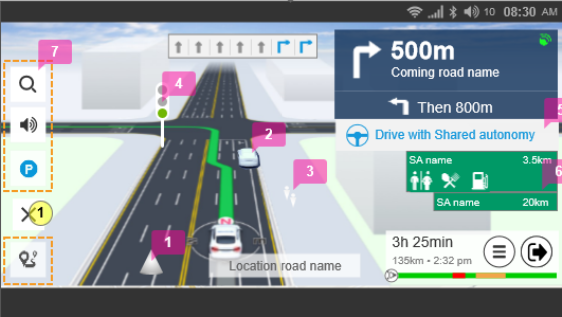 10 08:30 AM
7
4
2
3
1
1
P
500m
Coming road name
Then 800m
Drive with Shared autonomy
5
SA name 3.5km
6
SA name 20km
3h 25min
135km - 2:32 pm
Location road name